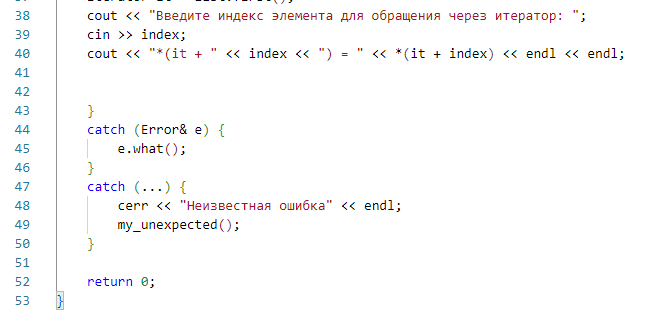 38 cout << "Введите индекс элемента для обращения через итератор: ";
39 cin >> index;
40 cout << "*(it + " << index << ") = " << *(it + index) << endl << endl;
41
42
43 }
44 catch (Error& e) {
45 e.what();
46 }
47 catch (...) {
48 cerr << "Неизвестная ошибка" << endl;
49 my_unexpected();
50 }
51
52 return 0;
53 }